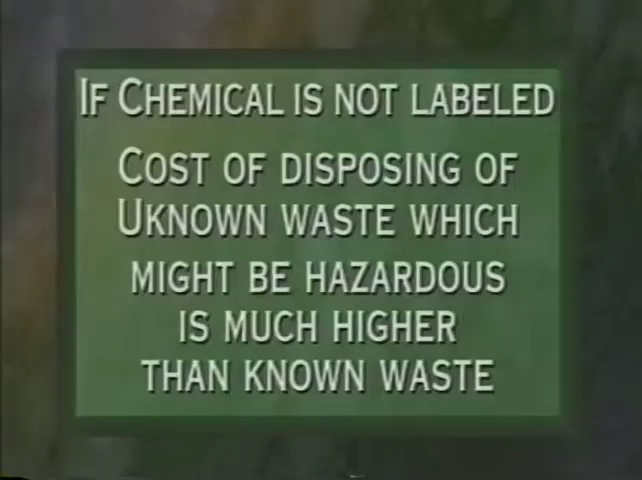 If Chemical is not labeled
Cost of disposing of
Uknown waste which
might be hazardous
is much higher
than known waste